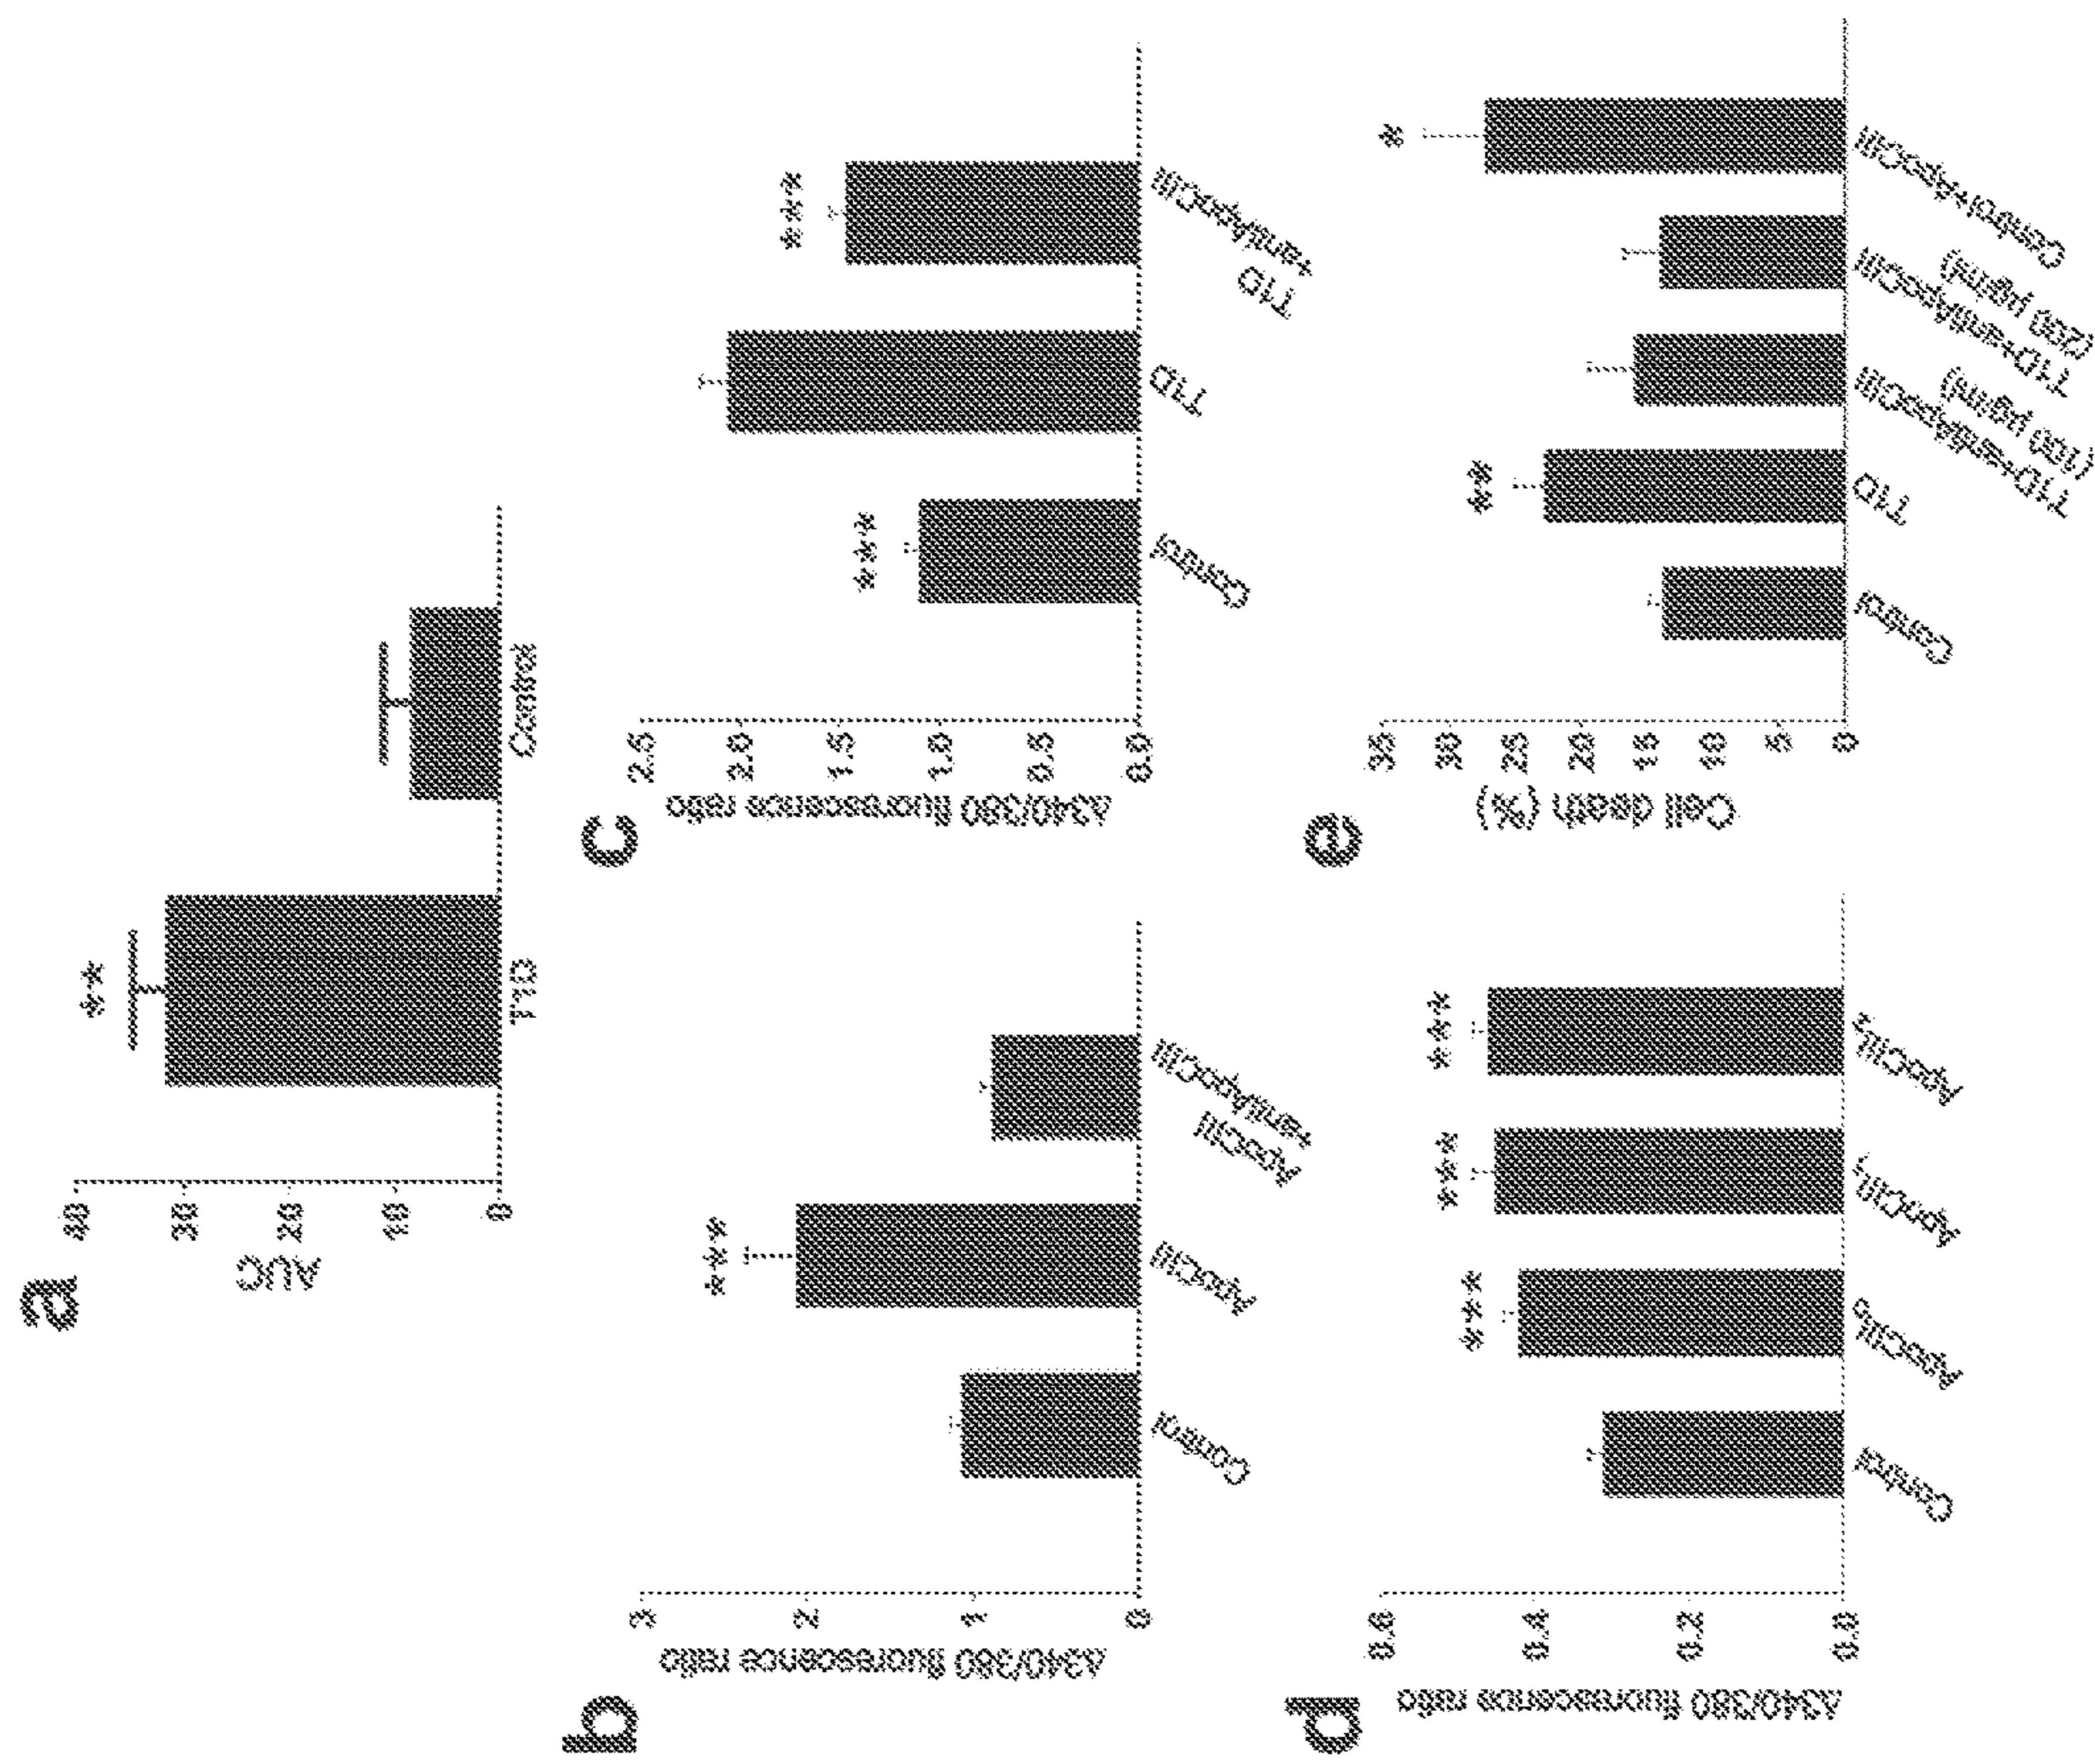 a
AUC
40
30
20
10
0
**
T1D
Control
b
Δ340/380 fluorescence ratio
3
2
1
0
***
Control
ApoCIII
ApoCIII
+antiApoCIII
c
Δ340/380 fluorescence ratio
2.5
2.0
1.5
1.0
0.5
0.0
***
***
Control
T1D
T1D
+antiApoCIII
d
Δ340/380 fluorescence ratio
0.6
0.4
0.2
0.0
***
***
***
Control
ApoCIII₀
ApoCIII₁
ApoCIII₂
e
Cell death (%)
35
30
25
20
15
10
5
0
**
*
Control
T1D
T1D+antiApoCIII
(100 µg/ml)
T1D+antiApoCIII
(200 µg/ml)
Control+ApoCIII